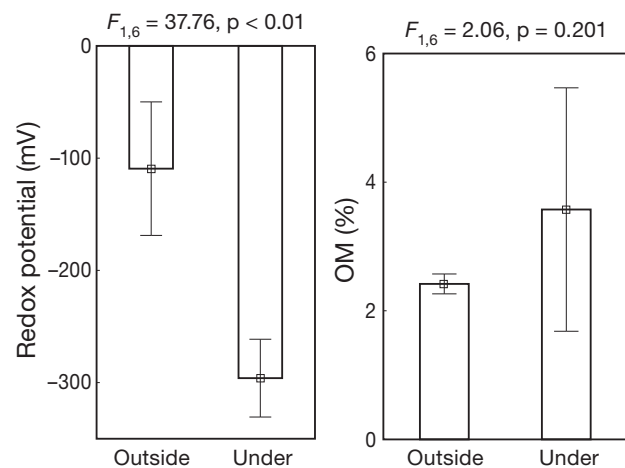 F1,6 = 37.76, p < 0.01
0
−100
−200
−300
Redox potential (mV)
Outside Under
F1,6 = 2.06, p = 0.201
6
4
2
0
OM (%)
Outside Under